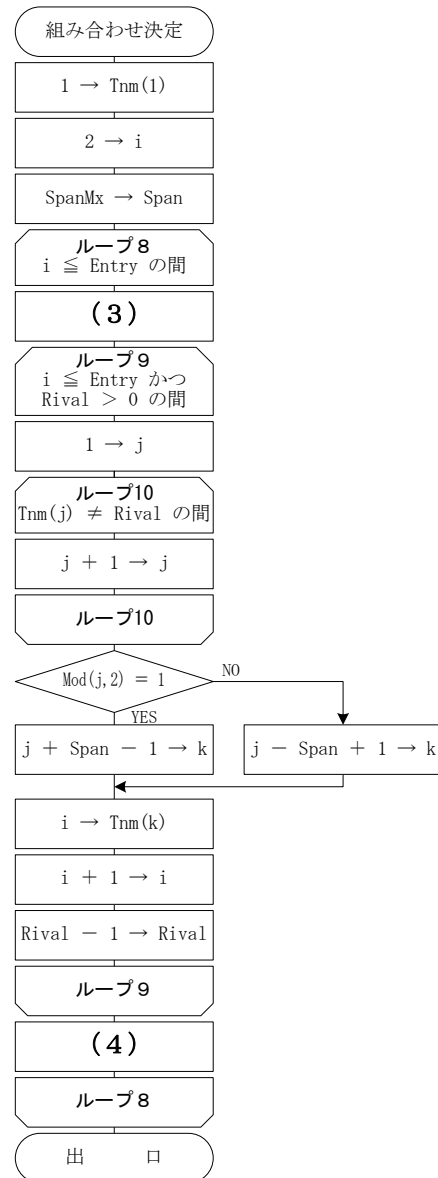 組み合わせ決定
1 → Tnm(1)
2 → i
SpanMx → Span
ループ８
i ≦ Entry の間
(３)
ループ９
i ≦ Entry かつ
Rival > 0 の間
1 → j
ループ10
Tnm(j) ≠ Rival の間
j + 1 → j
ループ10
Mod(j,2) = 1
NO
YES
j + Span - 1 → k
j - Span + 1 → k
i → Tnm(k)
i + 1 → i
Rival - 1 → Rival
ループ９
(４)
ループ８
出　口